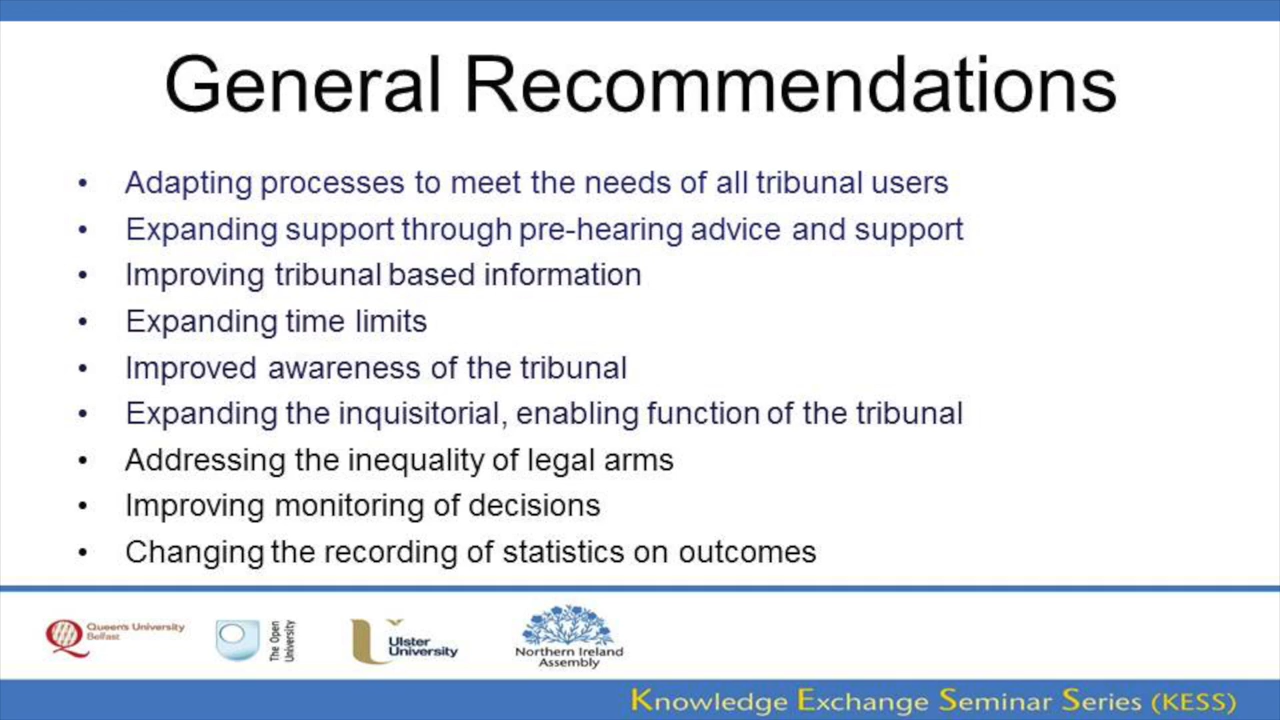 General Recommendations
• Adapting processes to meet the needs of all tribunal users
• Expanding support through pre-hearing advice and support
• Improving tribunal based information
• Expanding time limits
• Improved awareness of the tribunal
• Expanding the inquisitorial, enabling function of the tribunal
• Addressing the inequality of legal arms
• Improving monitoring of decisions
• Changing the recording of statistics on outcomes
Queen's University
Belfast
The Open
University
Ulster
University
Northern Ireland
Assembly
Knowledge Exchange Seminar Series (KESS)